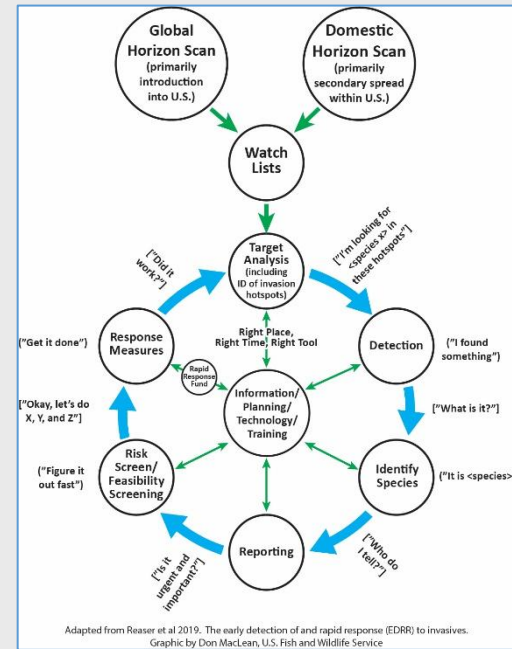 Global
Horizon Scan
(primarily
introduction
into U.S.)
Domestic
Horizon Scan
(primarily
secondary spread
within U.S.)
Watch
Lists
Target
Analysis
(including
ID of invasion
hotspots)
["I'm looking for
<species x> in
these hotspots"]
["Did it
work?"]
Right Place,
Right Time, Right Tool
("Get it done")
Response
Measures
Rapid
Response
Fund
Detection
("I found
something")
["Okay, let's do
X, Y, and Z"]
Information/
Planning/
Technology/
Training
["What is it?"]
("Figure it
out fast")
Risk
Screen/
Feasibility
Screening
Identify
Species
("It is <species>
["Is it
urgent and
important?"]
Reporting
["Who do
I tell?"]
Adapted from Reaser et al 2019. The early detection of and rapid response (EDRR) to invasives.
Graphic by Don MacLean, U.S. Fish and Wildlife Service